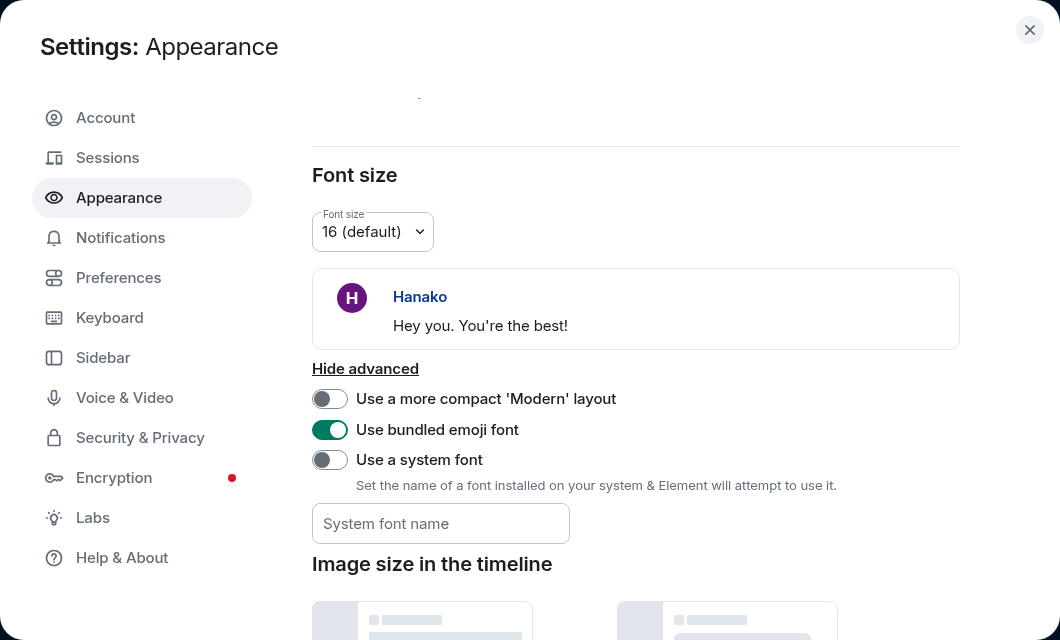 Settings: Appearance
Account
Sessions
Appearance
Notifications
Preferences
Keyboard
Sidebar
Voice & Video
Security & Privacy
Encryption
Labs
Help & About
Font size
Font size
16 (default)
H
Hanako
Hey you. You're the best!
Hide advanced
Use a more compact 'Modern' layout
Use bundled emoji font
Use a system font
Set the name of a font installed on your system & Element will attempt to use it.
System font name
Image size in the timeline